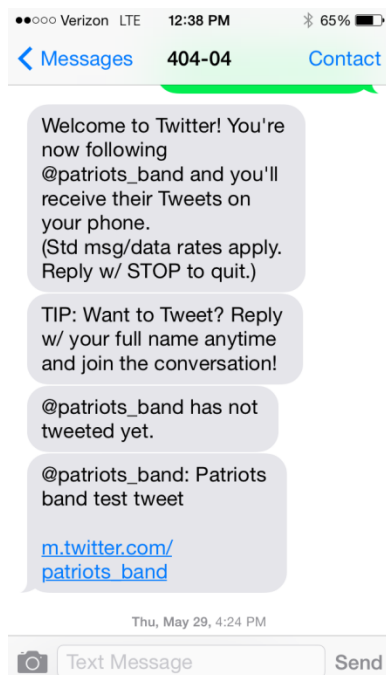 Verizon LTE 12:38 PM 65%
Messages 404-04 Contact
Welcome to Twitter! You're
now following
@patriots_band and you'll
receive their Tweets on
your phone.
(Std msg/data rates apply.
Reply w/ STOP to quit.)
TIP: Want to Tweet? Reply
w/ your full name anytime
and join the conversation!
@patriots_band has not
tweeted yet.
@patriots_band: Patriots
band test tweet
m.twitter.com/
patriots_band
Thu, May 29, 4:24 PM
Text Message Send